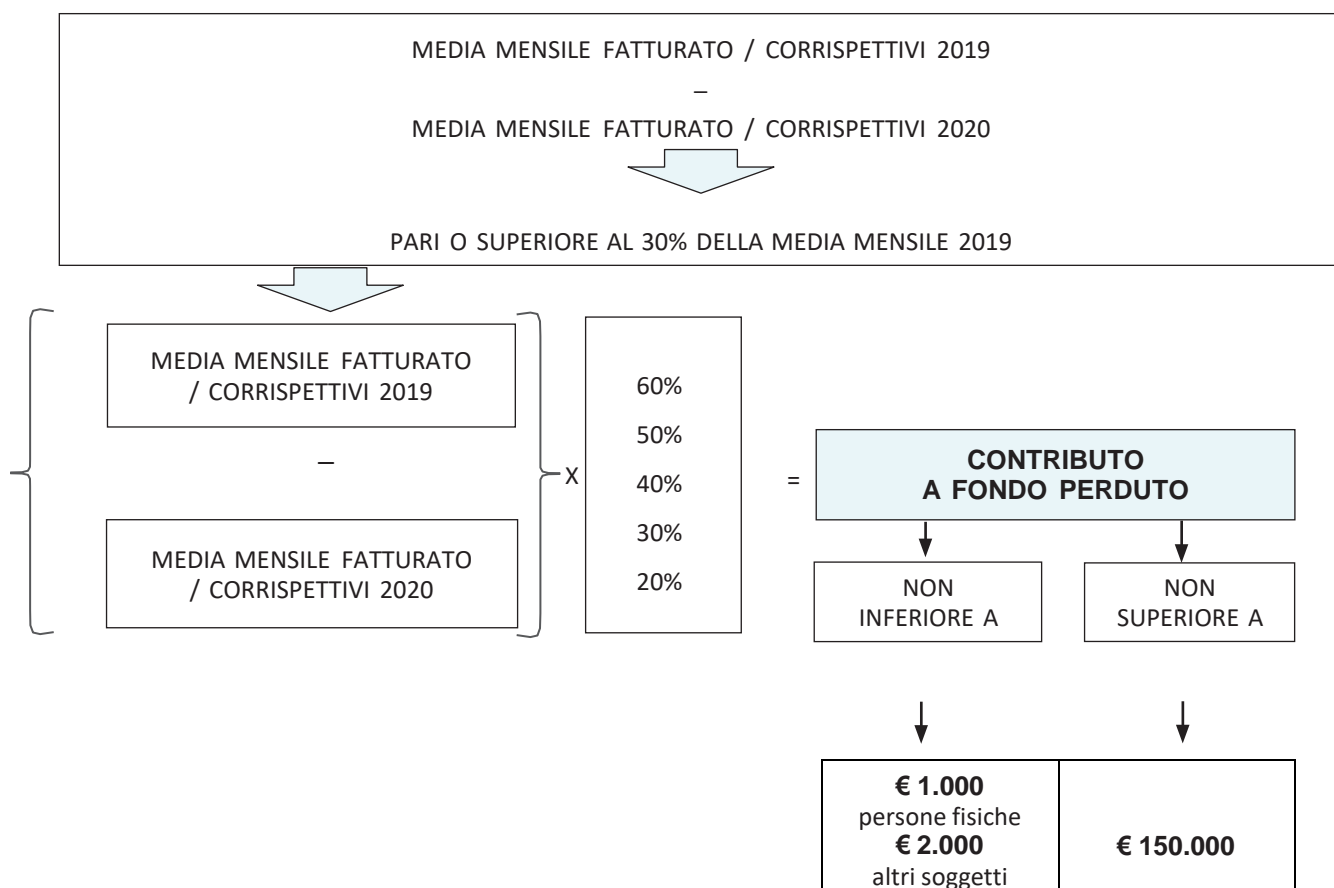 MEDIA MENSILE FATTURATO / CORRISPETTIVI 2019
–
MEDIA MENSILE FATTURATO / CORRISPETTIVI 2020
PARI O SUPERIORE AL 30% DELLA MEDIA MENSILE 2019
MEDIA MENSILE FATTURATO
/ CORRISPETTIVI 2019
–
MEDIA MENSILE FATTURATO
/ CORRISPETTIVI 2020
X
60%
50%
40%
30%
20%
=
CONTRIBUTO
A FONDO PERDUTO
NON
INFERIORE A
NON
SUPERIORE A
€ 1.000
persone fisiche
€ 2.000
altri soggetti
€ 150.000